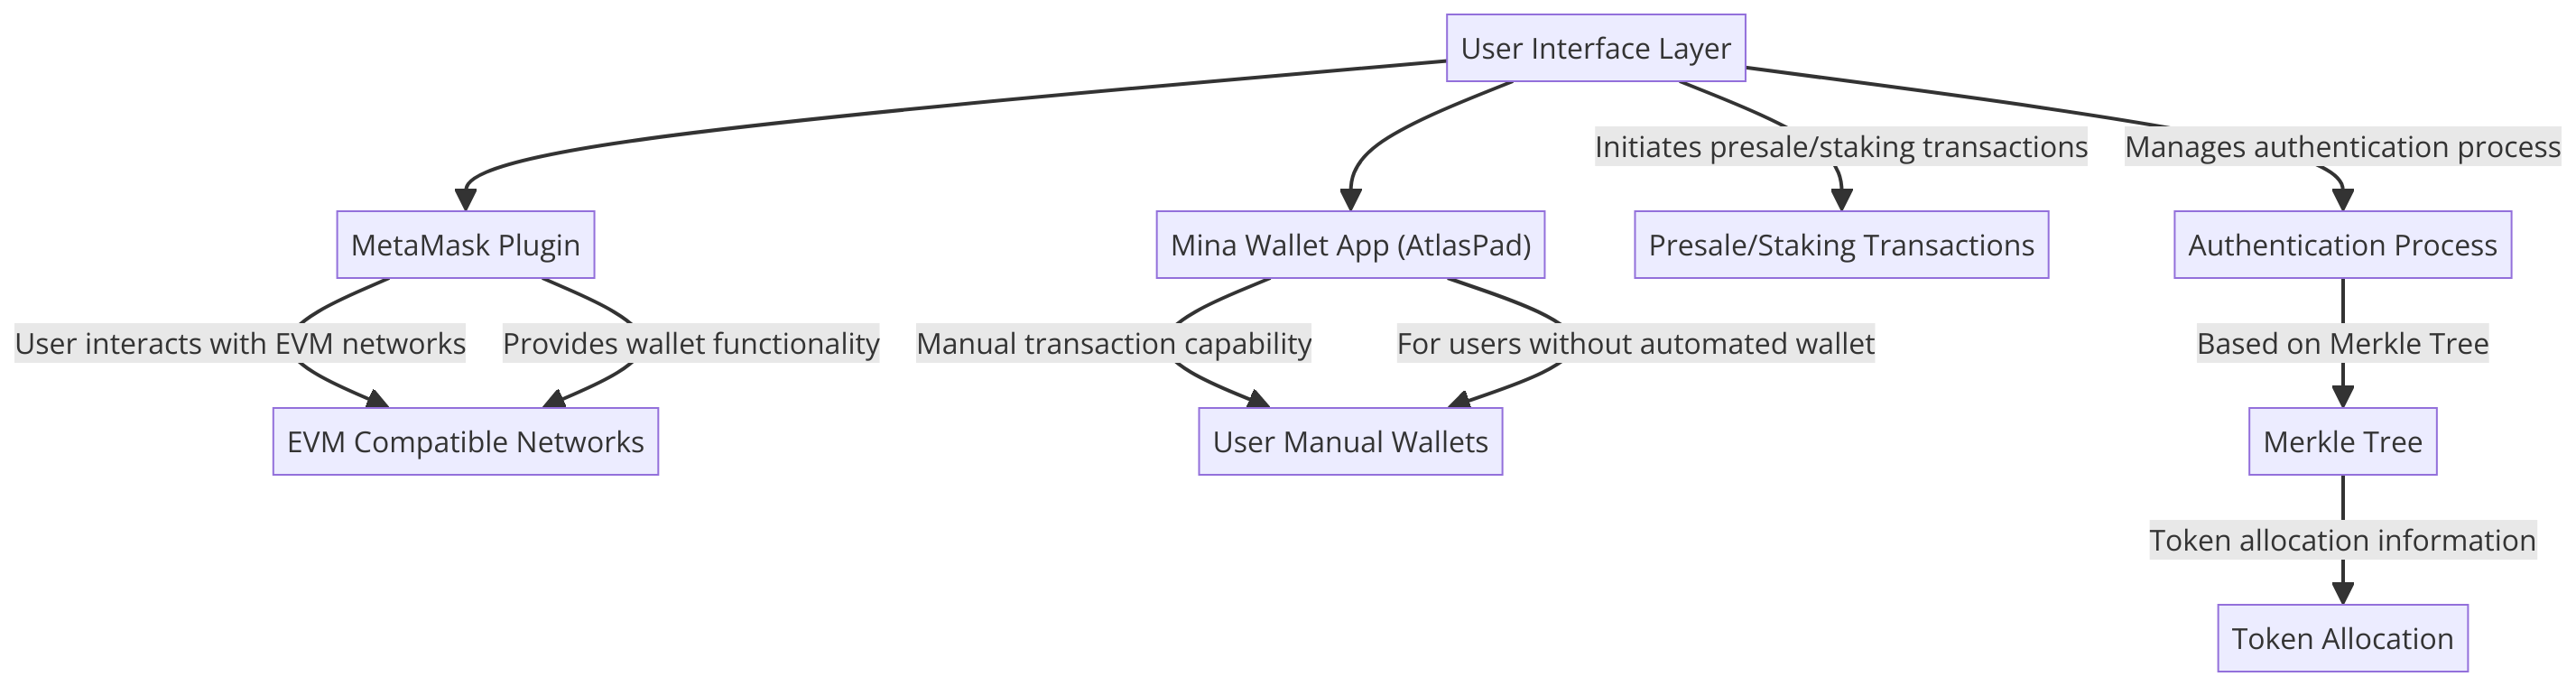 User Interface Layer
Initiates presale/staking transactions
Manages authentication process
MetaMask Plugin
Mina Wallet App (AtlasPad)
Presale/Staking Transactions
Authentication Process
User interacts with EVM networks
Provides wallet functionality
Manual transaction capability
For users without automated wallet
Based on Merkle Tree
EVM Compatible Networks
User Manual Wallets
Merkle Tree
Token allocation information
Token Allocation